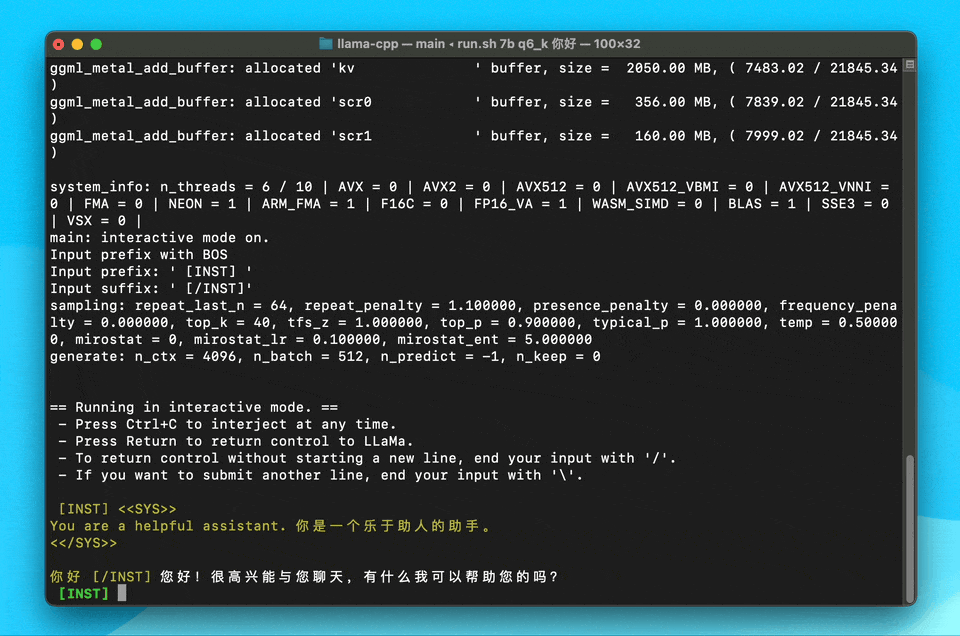 llama-cpp — main ◂ run.sh 7b q6_k 你好 — 100×32
ggml_metal_add_buffer: allocated 'kv              ' buffer, size =  2050.00 MB, ( 7483.02 / 21845.34
)
ggml_metal_add_buffer: allocated 'scr0            ' buffer, size =   356.00 MB, ( 7839.02 / 21845.34
)
ggml_metal_add_buffer: allocated 'scr1            ' buffer, size =   160.00 MB, ( 7999.02 / 21845.34
)
system_info: n_threads = 6 / 10 | AVX = 0 | AVX2 = 0 | AVX512 = 0 | AVX512_VBMI = 0 | AVX512_VNNI =
0 | FMA = 0 | NEON = 1 | ARM_FMA = 1 | F16C = 0 | FP16_VA = 1 | WASM_SIMD = 0 | BLAS = 1 | SSE3 = 0
| VSX = 0 |
main: interactive mode on.
Input prefix with BOS
Input prefix: ' [INST] '
Input suffix: ' [/INST]'
sampling: repeat_last_n = 64, repeat_penalty = 1.100000, presence_penalty = 0.000000, frequency_pena
lty = 0.000000, top_k = 40, tfs_z = 1.000000, top_p = 0.900000, typical_p = 1.000000, temp = 0.50000
0, mirostat = 0, mirostat_lr = 0.100000, mirostat_ent = 5.000000
generate: n_ctx = 4096, n_batch = 512, n_predict = -1, n_keep = 0
== Running in interactive mode. ==
 - Press Ctrl+C to interject at any time.
 - Press Return to return control to LLaMa.
 - To return control without starting a new line, end your input with '/'.
 - If you want to submit another line, end your input with '\'.
 [INST] <<SYS>>
You are a helpful assistant. 你是一个乐于助人的助手。
<</SYS>>
你好 [/INST] 您好！很高兴能与您聊天，有什么我可以帮助您的吗？
 [INST]